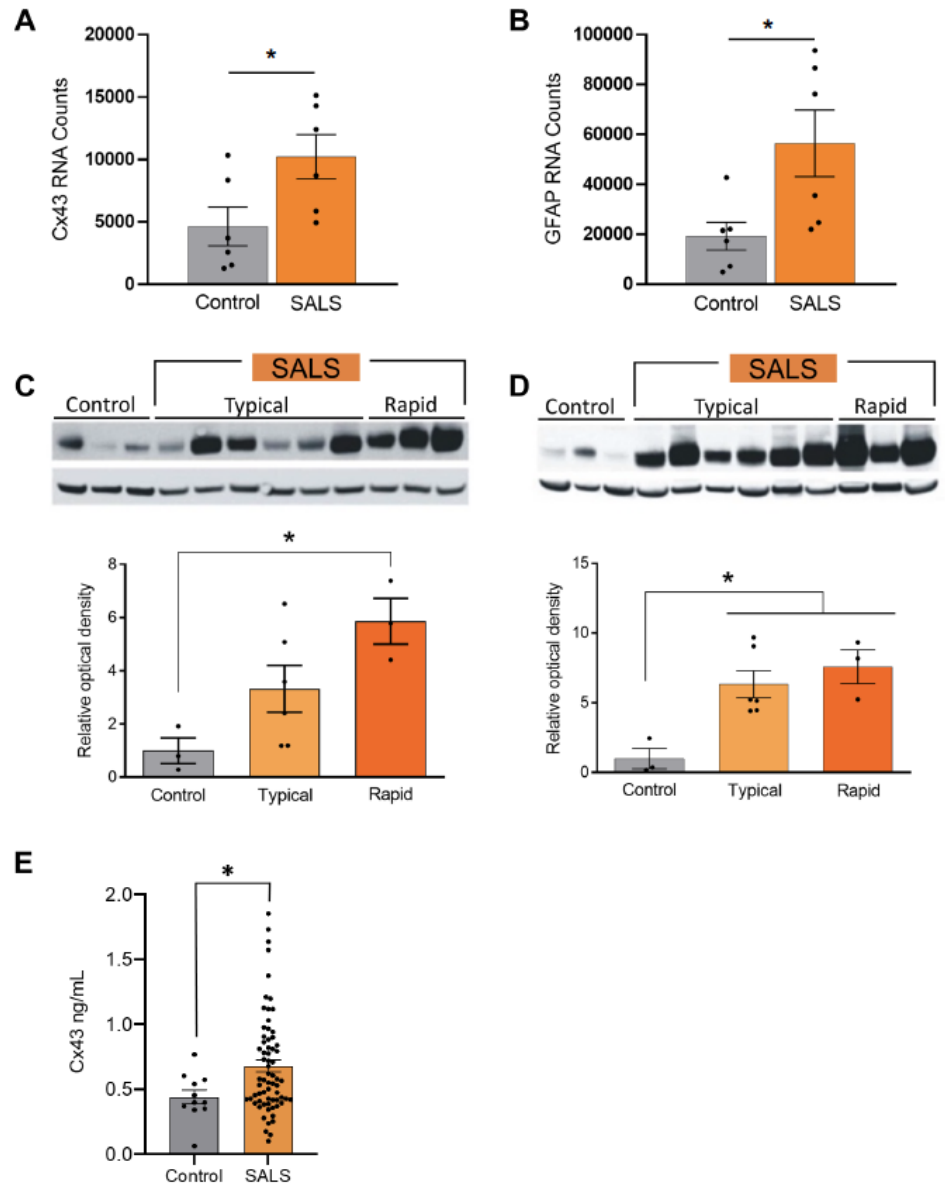 A
Cx43 RNA Counts
20000
15000
10000
5000
0
*
Control SALS
B
GFAP RNA Counts
100000
80000
60000
40000
20000
0
*
Control SALS
C
SALS
Control Typical Rapid
Relative optical density
8
6
4
2
0
*
Control Typical Rapid
D
SALS
Control Typical Rapid
Relative optical density
15
10
5
0
*
Control Typical Rapid
E
Cx43 ng/mL
2.0
1.5
1.0
0.5
0.0
*
Control SALS